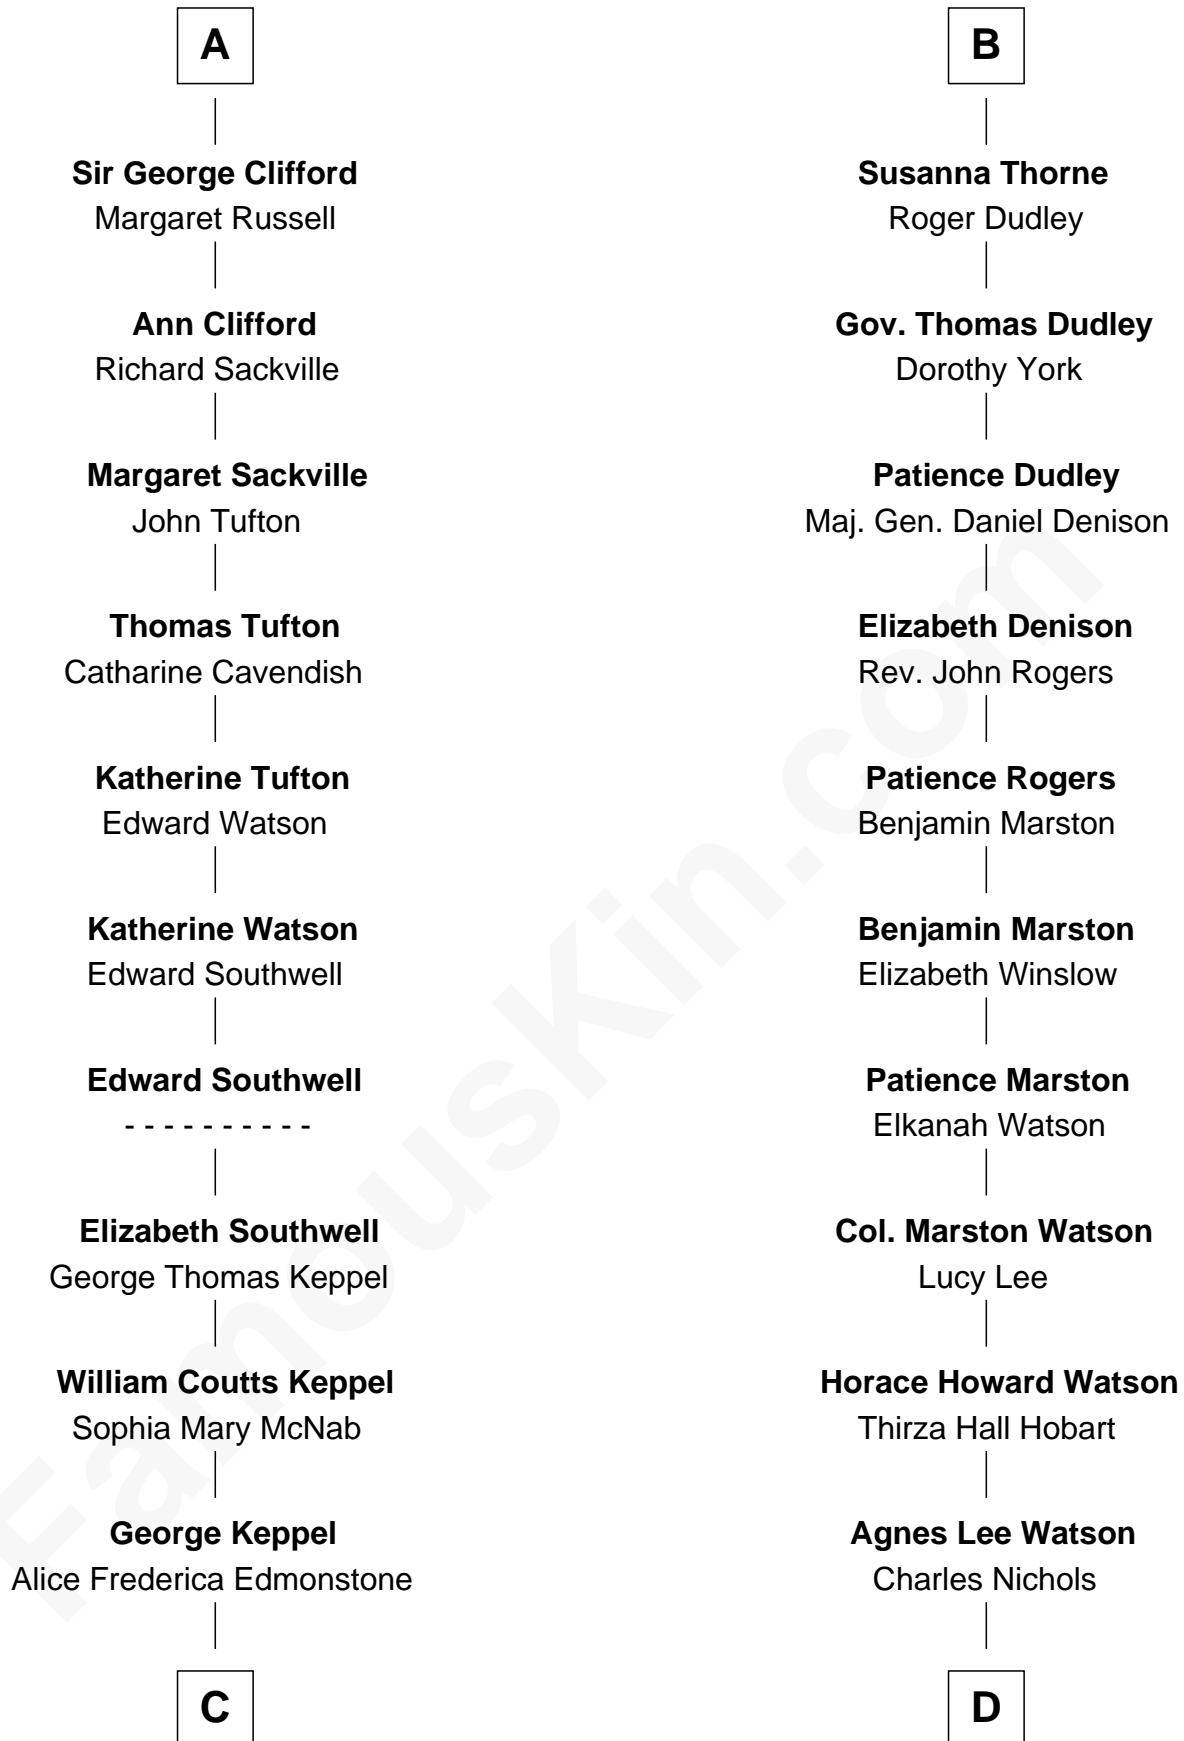 A
Sir George Clifford
Margaret Russell
Ann Clifford
Richard Sackville
Margaret Sackville
John Tufton
Thomas Tufton
Catharine Cavendish
Katherine Tufton
Edward Watson
Katherine Watson
Edward Southwell
Edward Southwell
- - - - - - - - - -
Elizabeth Southwell
George Thomas Keppel
William Coutts Keppel
Sophia Mary McNab
George Keppel
Alice Frederica Edmonstone
C
B
Susanna Thorne
Roger Dudley
Gov. Thomas Dudley
Dorothy York
Patience Dudley
Maj. Gen. Daniel Denison
Elizabeth Denison
Rev. John Rogers
Patience Rogers
Benjamin Marston
Benjamin Marston
Elizabeth Winslow
Patience Marston
Elkanah Watson
Col. Marston Watson
Lucy Lee
Horace Howard Watson
Thirza Hall Hobart
Agnes Lee Watson
Charles Nichols
D
FamousKin.com